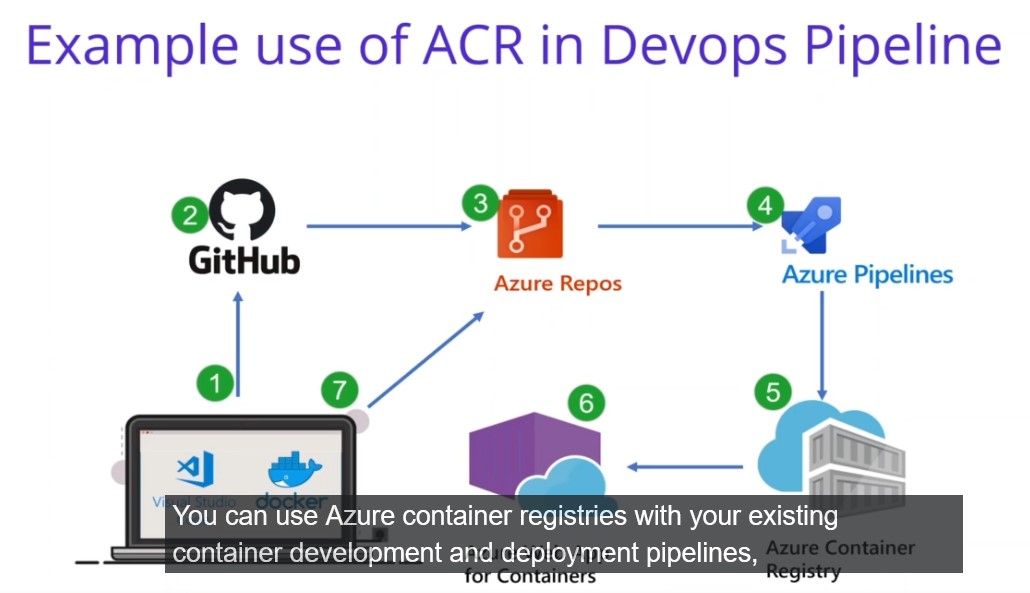 Example use of ACR in Devops Pipeline
2
GitHub
3
Azure Repos
4
Azure Pipelines
1
7
Visual Studio
docker
6
for Containers
5
Azure Container
Registry
You can use Azure container registries with your existing
container development and deployment pipelines,